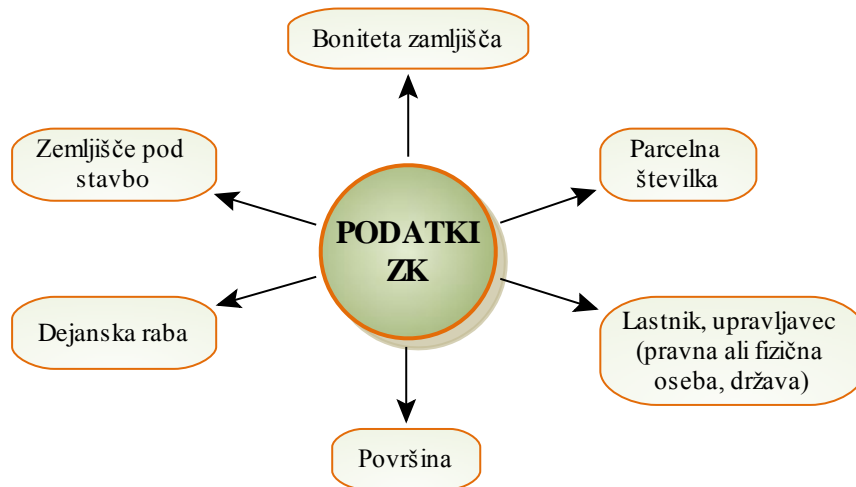 Boniteta zamljišča
Zemljišče pod
stavbo
Parcelna
številka
PODATKI
ZK
Dejanska raba
Lastnik, upravljavec
(pravna ali fizična
oseba, država)
Površina